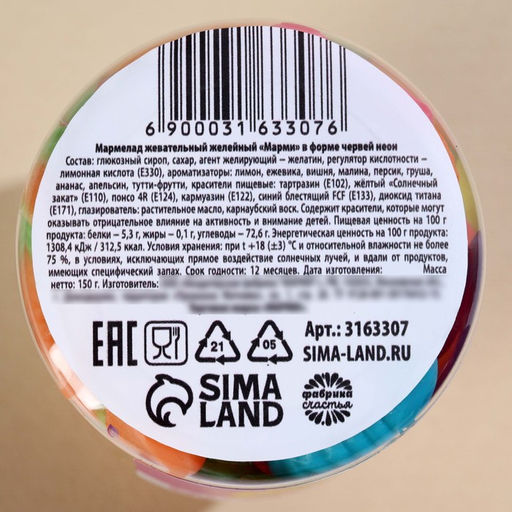 6 900031 633076
Мармелад жевательный желейный «Марми» в форме червей неон
Состав: глюкозный сироп, сахар, агент желирующий – желатин, регулятор кислотности –
лимонная кислота (Е330), ароматизаторы: лимон, ежевика, вишня, малина, персик, груша,
ананас, апельсин, тутти-фрутти, красители пищевые: тартразин (Е102), жёлтый «Солнечный
закат» (Е110), понсо 4R (Е124), кармуазин (Е122), синий блестящий FCF (Е133), диоксид титана
(Е171), глазирователь: растительное масло, карнаубский воск. Содержит красители, которые могут
оказывать отрицательное влияние на активность и внимание детей. Пищевая ценность на 100 г
продукта: белки – 5,3 г, жиры – 0,1 г, углеводы – 72,6 г. Энергетическая ценность на 100 г продукта:
1308,4 кДж / 312,5 ккал. Условия хранения: при t +18 (±3) °С и относительной влажности не более
75 %, в условиях, исключающих прямое воздействие солнечных лучей, и вдали от продуктов,
имеющих специфический запах. Срок годности: 12 месяцев. Дата изготовления: Масса
нетто: 150 г. Изготовитель:
EAC
21
05
Арт.: 3163307
SIMA-LAND.RU
SIMA
LAND
фабрика
счастья